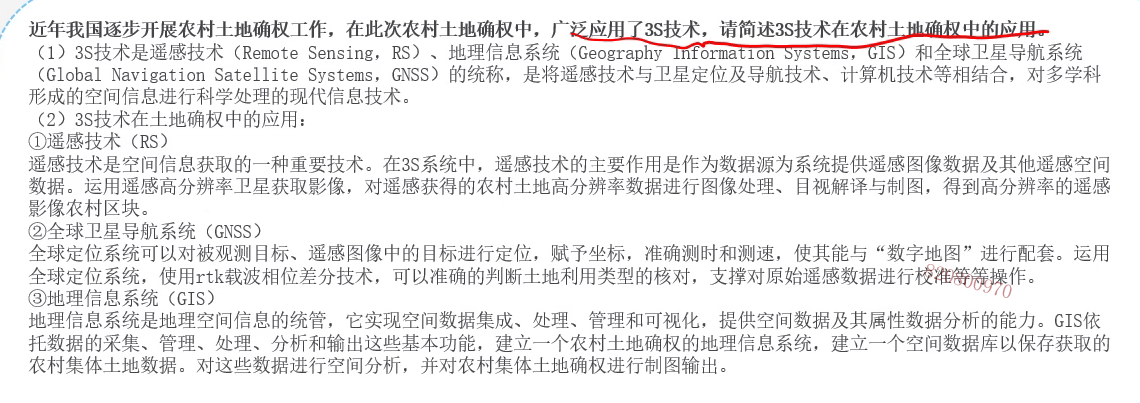 近年我国逐步开展农村土地确权工作，在此次农村土地确权中，广泛应用了3S技术，请简述3S技术在农村土地确权中的应用。
（1）3S技术是遥感技术（Remote Sensing, RS）、地理信息系统（Geography Information Systems, GIS）和全球卫星导航系统
（Global Navigation Satellite Systems, GNSS）的统称，是将遥感技术与卫星定位及导航技术、计算机技术等相结合，对多学科
形成的空间信息进行科学处理的现代信息技术。
（2）3S技术在土地确权中的应用：
①遥感技术（RS）
遥感技术是空间信息获取的一种重要技术。在3S系统中，遥感技术的主要作用是作为数据源为系统提供遥感图像数据及其他遥感空间
数据。运用遥感高分辨率卫星获取影像，对遥感获得的农村土地高分辨率数据进行图像处理、目视解译与制图，得到高分辨率的遥感
影像农村区块。
②全球卫星导航系统（GNSS）
全球定位系统可以对被观测目标、遥感图像中的目标进行定位，赋予坐标，准确测时和测速，使其能与“数字地图”进行配套。运用
全球定位系统，使用rtk载波相位差分技术，可以准确的判断土地利用类型的核对，支撑对原始遥感数据进行校准等等操作。
③地理信息系统（GIS）
地理信息系统是地理空间信息的统管，它实现空间数据集成、处理、管理和可视化，提供空间数据及其属性数据分析的能力。GIS依
托数据的采集、管理、处理、分析和输出这些基本功能，建立一个农村土地确权的地理信息系统，建立一个空间数据库以保存获取的
农村集体土地数据。对这些数据进行空间分析，并对农村集体土地确权进行制图输出。